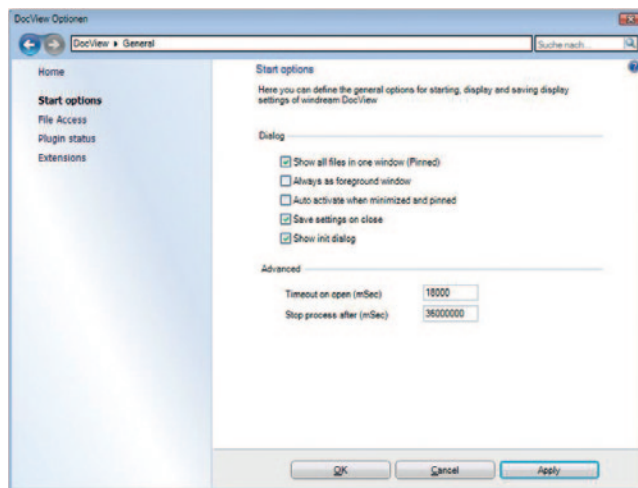 DocView Optionen
DocView ▸ General
Suche nach...
Home
Start options
File Access
Plugin status
Extensions
Start options
Here you can define the general options for starting, display and saving display
settings of windream DocView
Dialog
Show all files in one window (Pinned)
Always as foreground window
Auto activate when minimized and pinned
Save settings on close
Show init dialog
Advanced
Timeout on open (mSec) 18000
Stop process after (mSec) 36000000
OK Cancel Apply